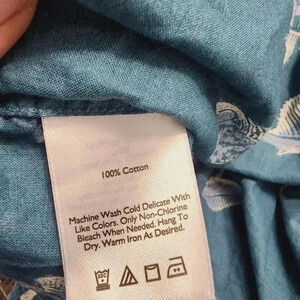 100% Cotton
Machine Wash Cold Delicate With
Like Colors. Only Non-Chlorine
Bleach When Needed. Hang To
Dry. Warm Iron As Desired.